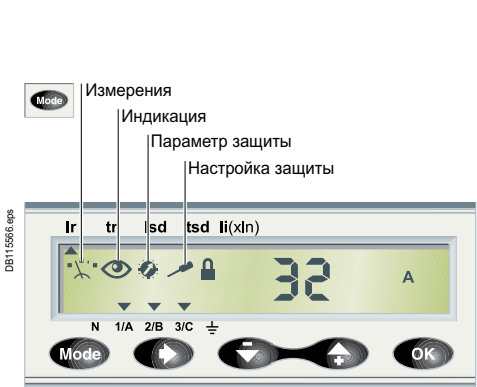 Mode
Измерения
Индикация
Параметр защиты
Настройка защиты
DB115566.eps
Ir tr Isd tsd Ii(xIn)
32 A
N 1/A 2/B 3/C
Mode OK